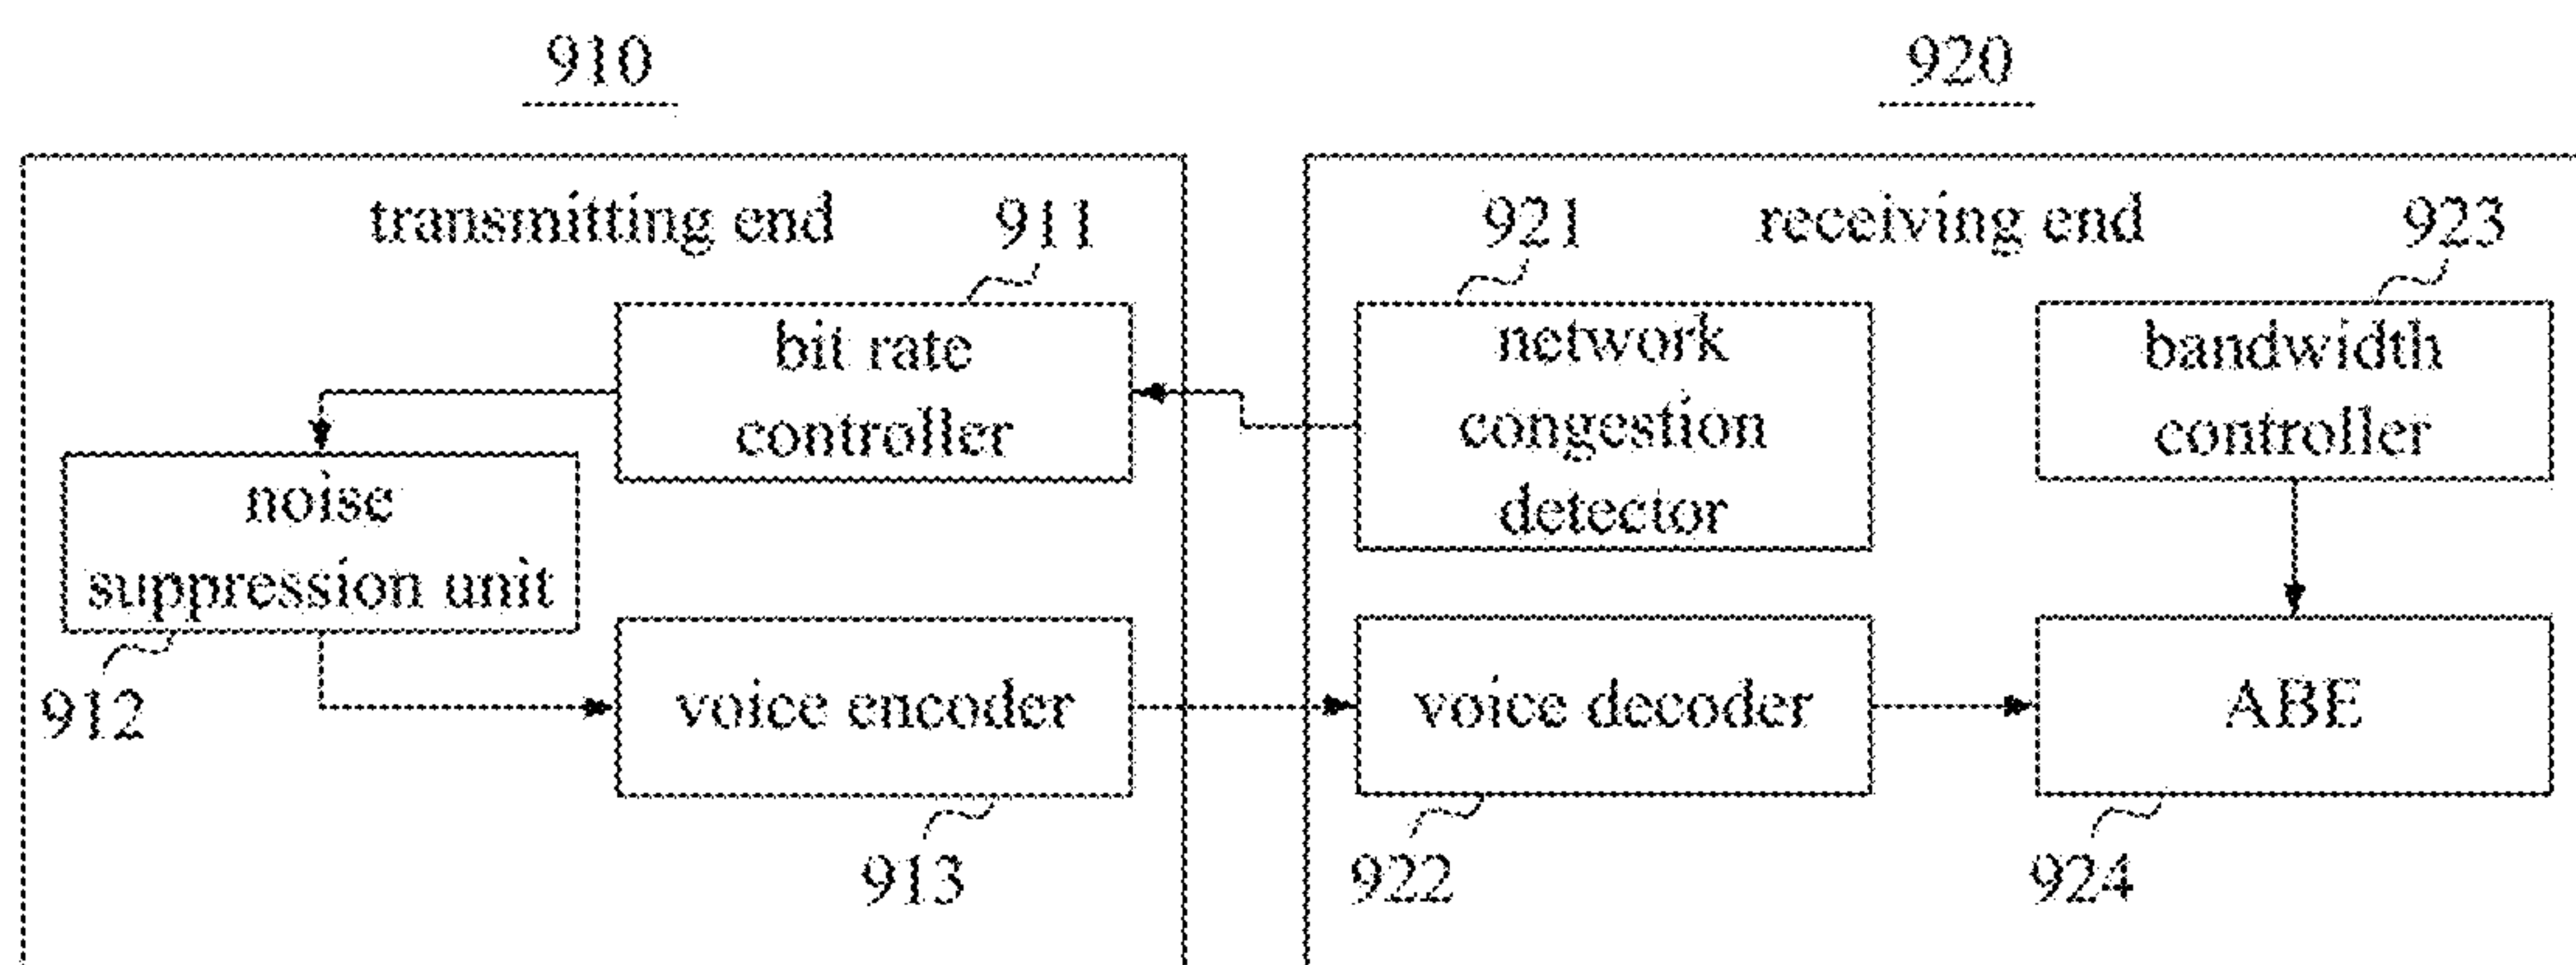 910
920
transmitting end
911
921
receiving end
923
bit rate
controller
network
congestion
detector
bandwidth
controller
noise
suppression unit
912
voice encoder
913
voice decoder
922
ABE
924